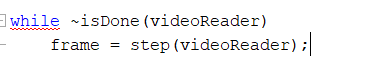 while ~isDone(videoReader)
    frame = step(videoReader);